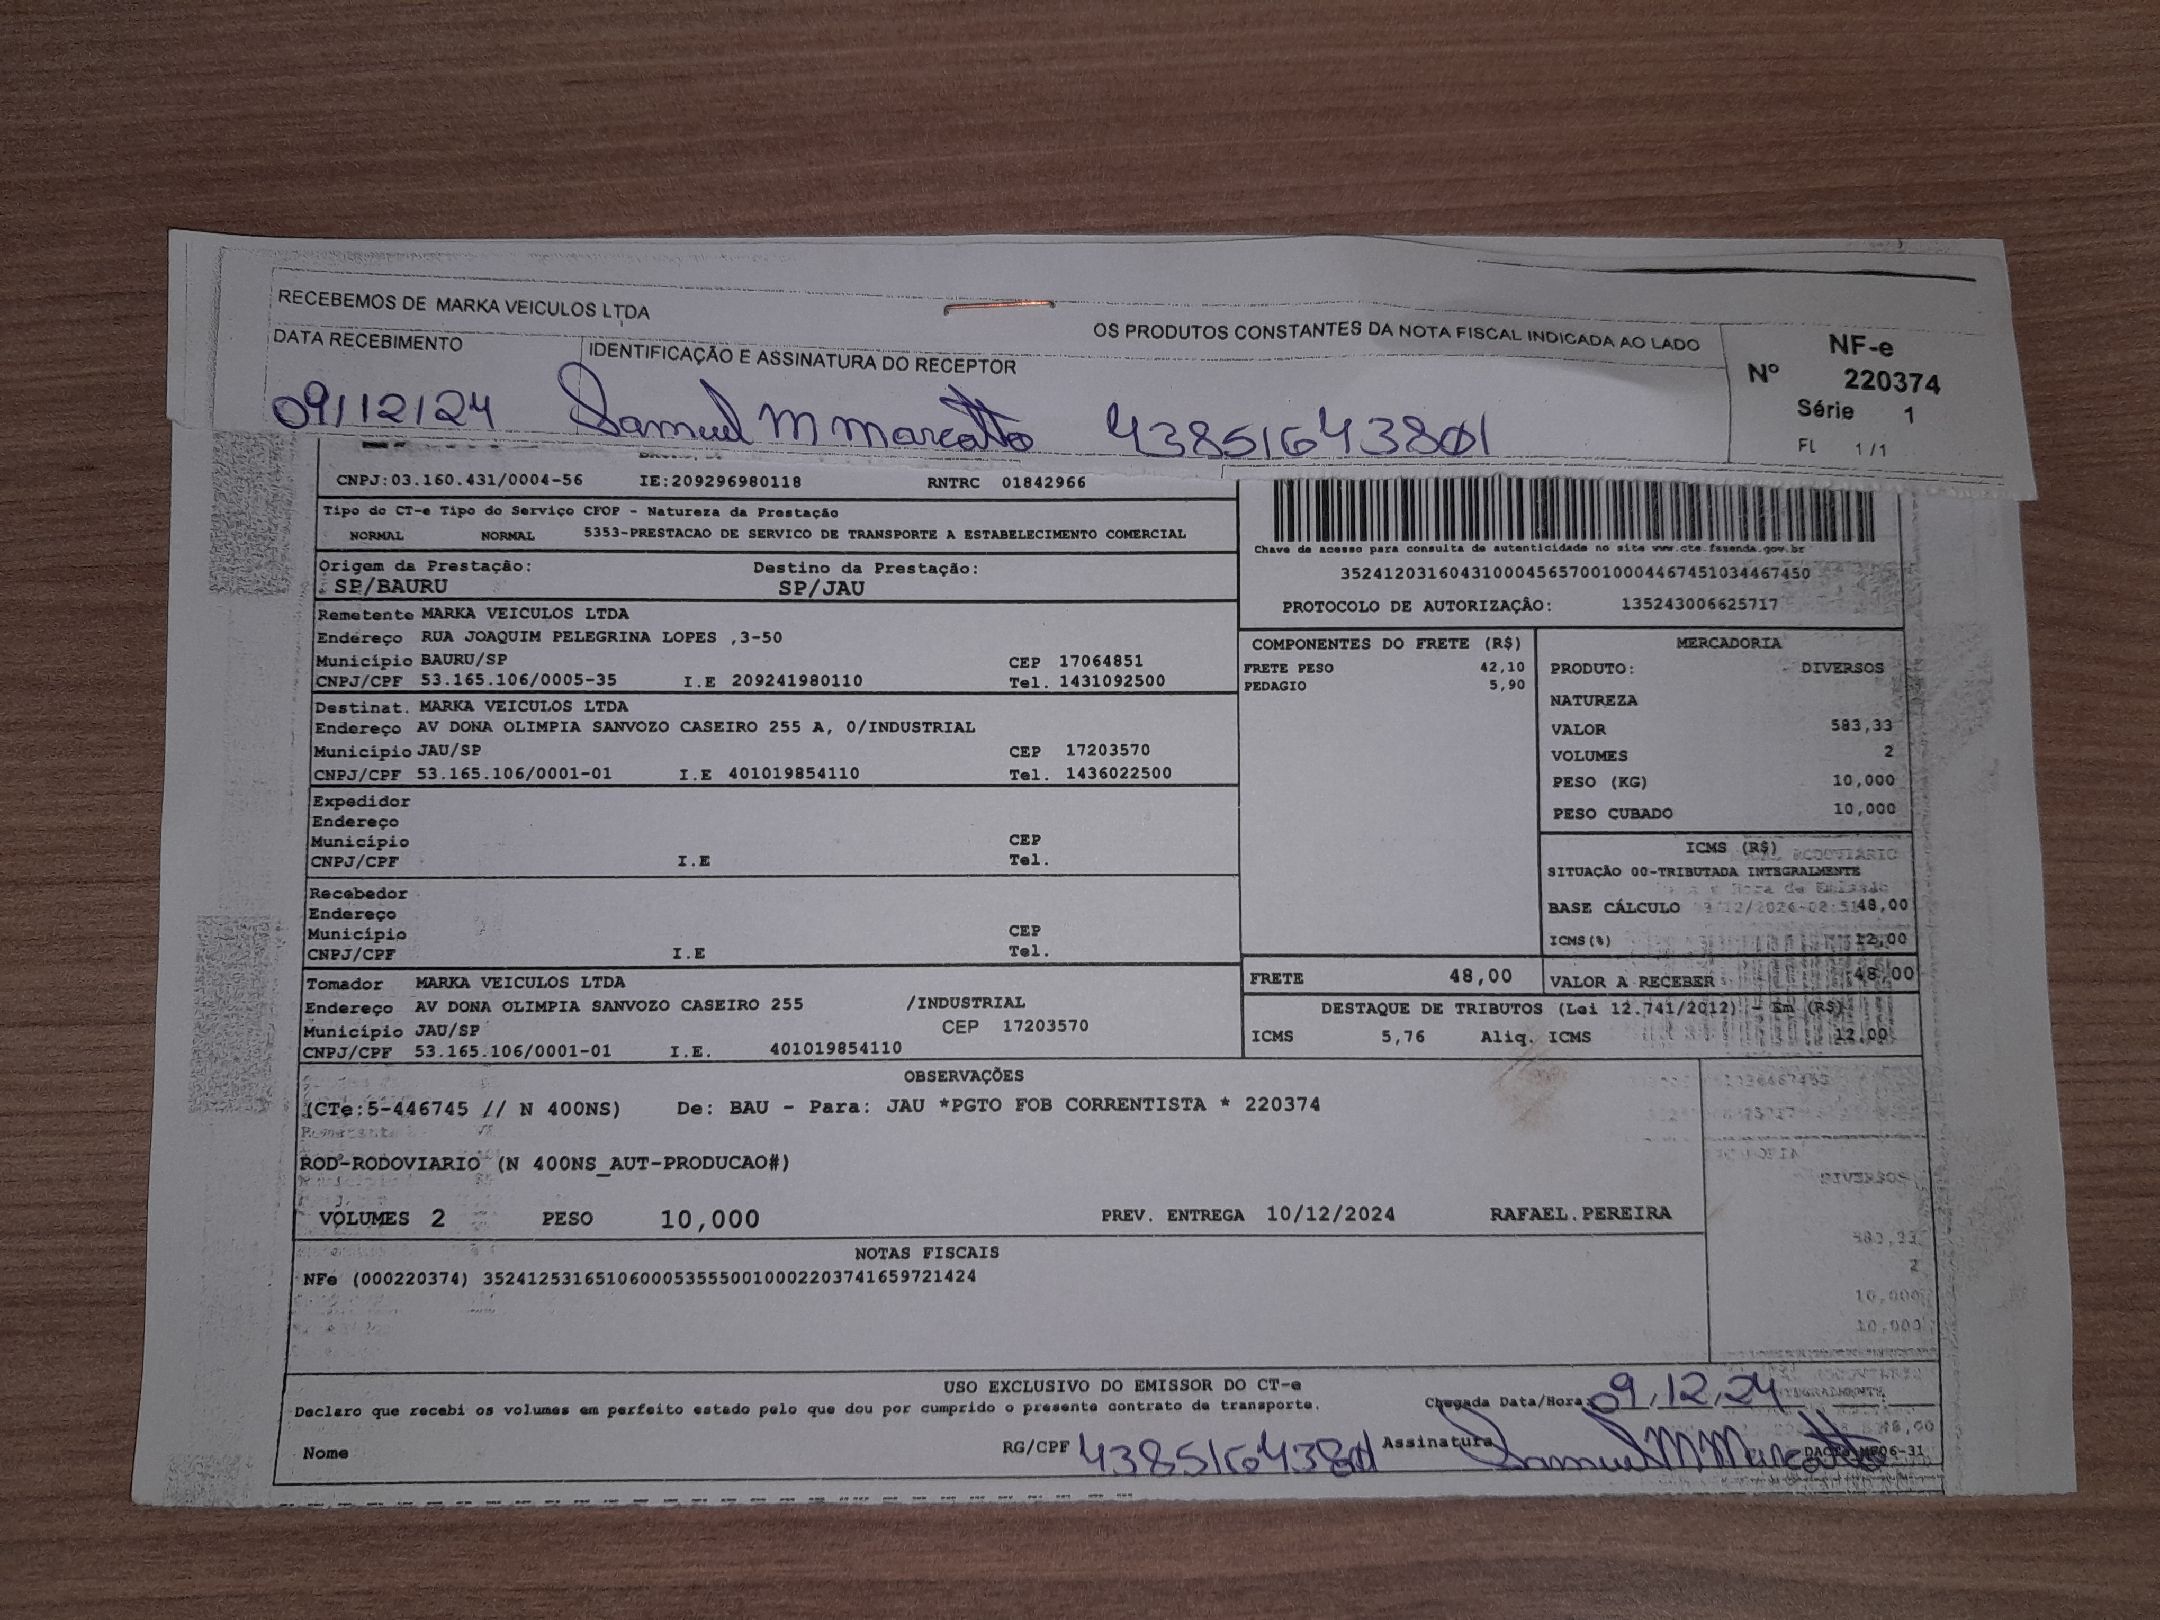 RECEBEMOS DE MARKA VEICULOS LTDA
OS PRODUTOS CONSTANTES DA NOTA FISCAL INDICADA AO LADO
DATA RECEBIMENTO
IDENTIFICAÇÃO E ASSINATURA DO RECEPTOR
09/12/24 Samuel M Marcatto 43851643801
NF-e
Nº 220374
Série 1
FL 1/1
CNPJ:03.160.431/0004-56 IE:209296980118 RNTRC 01842966
Tipo do CT-e Tipo do Serviço CFOP - Natureza da Prestação
NORMAL NORMAL 5353-PRESTACAO DE SERVICO DE TRANSPORTE A ESTABELECIMENTO COMERCIAL
Origem da Prestação: Destino da Prestação:
SP/BAURU SP/JAU
Remetente MARKA VEICULOS LTDA
Endereço RUA JOAQUIM PELEGRINA LOPES ,3-50
Município BAURU/SP CEP 17064851
CNPJ/CPF 53.165.106/0005-35 I.E 209241980110 Tel. 1431092500
Destinat. MARKA VEICULOS LTDA
Endereço AV DONA OLIMPIA SANVOZO CASEIRO 255 A, 0/INDUSTRIAL
Município JAU/SP CEP 17203570
CNPJ/CPF 53.165.106/0001-01 I.E 401019854110 Tel. 1436022500
Expedidor
Endereço
Município CEP
CNPJ/CPF I.E Tel.
Recebedor
Endereço
Município CEP
CNPJ/CPF I.E Tel.
Tomador MARKA VEICULOS LTDA
Endereço AV DONA OLIMPIA SANVOZO CASEIRO 255 /INDUSTRIAL
Município JAU/SP CEP 17203570
CNPJ/CPF 53.165.106/0001-01 I.E. 401019854110
Chave de acesso para consulta de autenticidade no site www.cte.fazenda.gov.br
35241203160431000456570010004467451034467450
PROTOCOLO DE AUTORIZAÇÃO: 135243006625717
COMPONENTES DO FRETE (R$)
FRETE PESO 42,10
PEDAGIO 5,90
MERCADORIA
PRODUTO: DIVERSOS
NATUREZA
VALOR 583,33
VOLUMES 2
PESO (KG) 10,000
PESO CUBADO 10,000
ICMS (R$)
SITUAÇÃO 00-TRIBUTADA INTEGRALMENTE
BASE CÁLCULO 48,00
ICMS(%) 12,00
FRETE 48,00 VALOR A RECEBER 48,00
DESTAQUE DE TRIBUTOS (Lei 12.741/2012) - Em (R$)
ICMS 5,76 Aliq. ICMS 12,00
OBSERVAÇÕES
(CTe:5-446745 // N 400NS) De: BAU - Para: JAU *PGTO FOB CORRENTISTA * 220374
ROD-RODOVIARIO (N 400NS_AUT-PRODUCAO#)
VOLUMES 2 PESO 10,000 PREV. ENTREGA 10/12/2024 RAFAEL.PEREIRA
NOTAS FISCAIS
NFe (000220374) 35241253165106000535550010002203741659721424
USO EXCLUSIVO DO EMISSOR DO CT-e
Declaro que recebi os volumes em perfeito estado pelo que dou por cumprido o presente contrato de transporte.
Chegada Data/Hora 09.12.24
Nome RG/CPF 43851643801 Assinatura Samuel M Marcatto